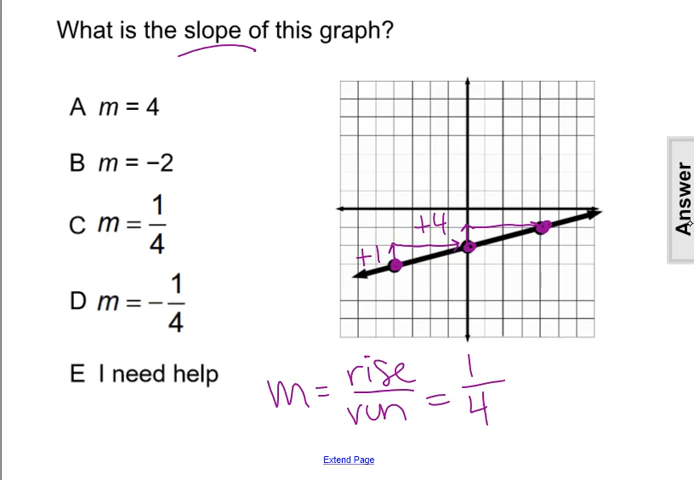 What is the slope of this graph?
A m = 4
B m = −2
C m = 1/4
D m = −1/4
E I need help
+4
+1
m = rise/run = 1/4
Extend Page
Answer